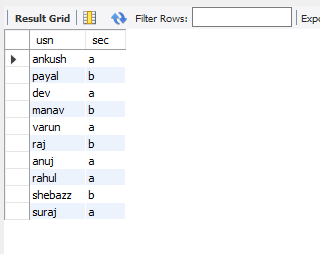 Result Grid Filter Rows: Expo
usn sec
ankush a
payal b
dev a
manav b
varun a
raj b
anuj a
rahul a
shebazz b
suraj a